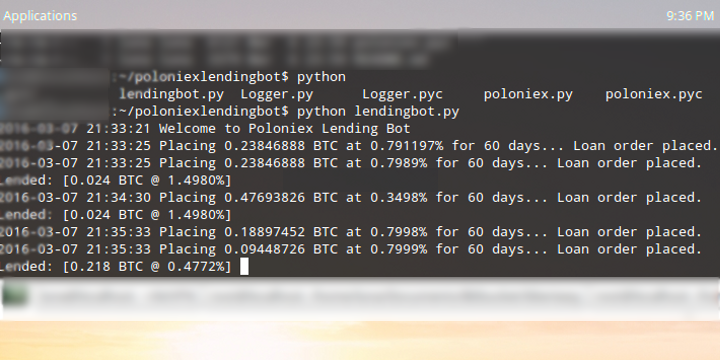 Applications 9:36 PM
:~/poloniexlendingbot$ python
lendingbot.py Logger.py Logger.pyc poloniex.py poloniex.pyc
:~/poloniexlendingbot$ python lendingbot.py
2016-03-07 21:33:21 Welcome to Poloniex Lending Bot
2016-03-07 21:33:25 Placing 0.23846888 BTC at 0.791197% for 60 days... Loan order placed.
2016-03-07 21:33:25 Placing 0.23846888 BTC at 0.7989% for 60 days... Loan order placed.
Lended: [0.024 BTC @ 1.4980%]
2016-03-07 21:34:30 Placing 0.47693826 BTC at 0.3498% for 60 days... Loan order placed.
Lended: [0.024 BTC @ 1.4980%]
2016-03-07 21:35:33 Placing 0.18897452 BTC at 0.7998% for 60 days... Loan order placed.
2016-03-07 21:35:33 Placing 0.09448726 BTC at 0.7999% for 60 days... Loan order placed.
Lended: [0.218 BTC @ 0.4772%]